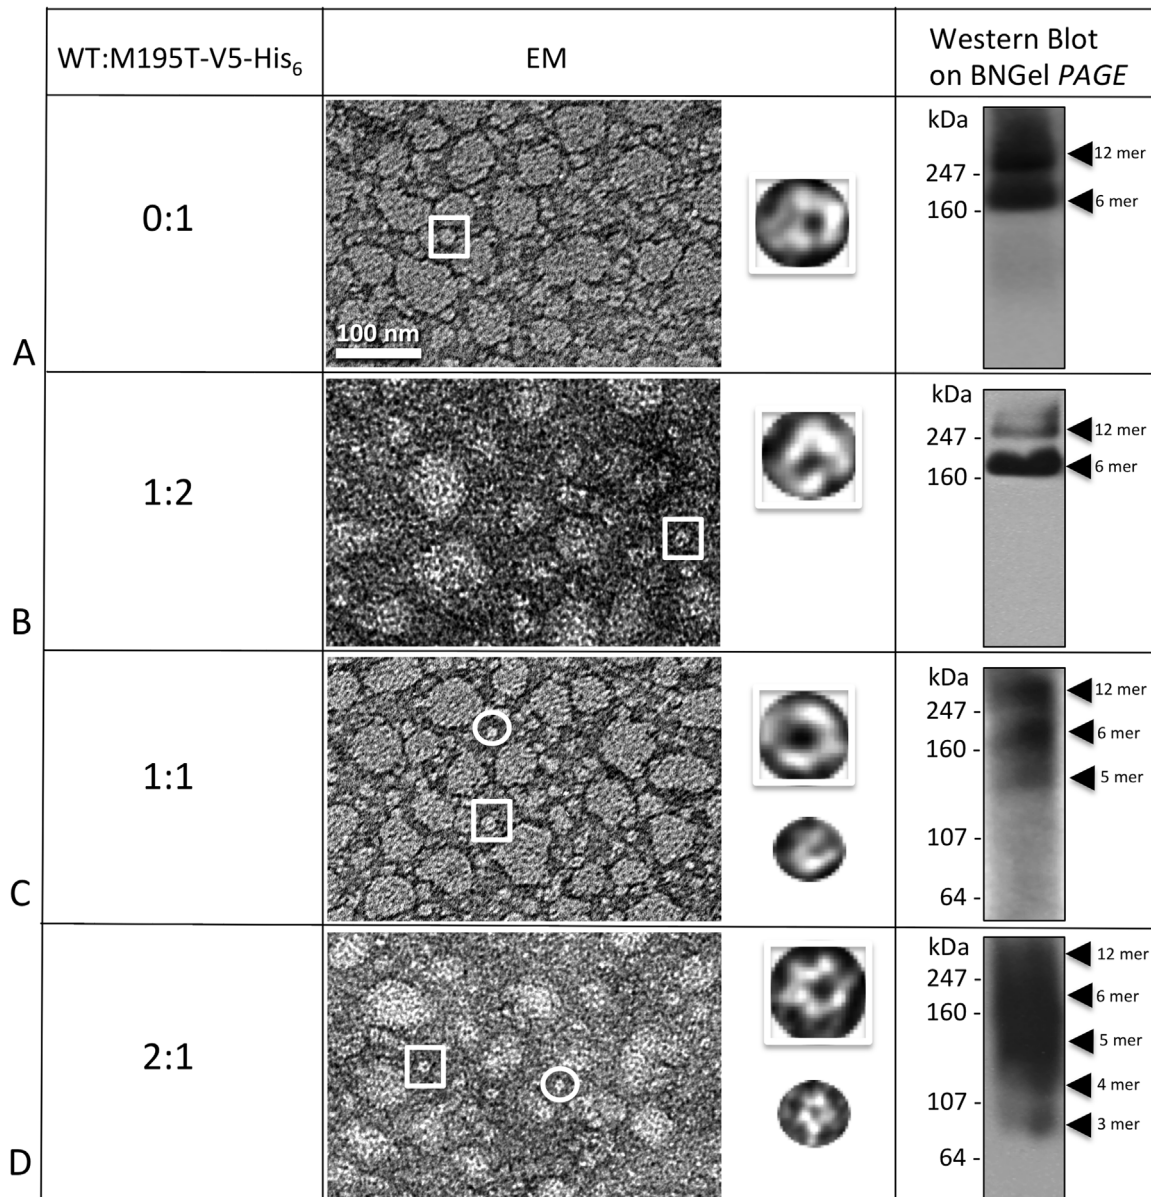 WT:M195T-V5-His6
EM
Western Blot
on BNGel PAGE
A
0:1
100 nm
kDa
247 -
160 -
12 mer
6 mer
B
1:2
kDa
247 -
160 -
12 mer
6 mer
C
1:1
kDa
247 -
160 -
107 -
64 -
12 mer
6 mer
5 mer
D
2:1
kDa
247 -
160 -
107 -
64 -
12 mer
6 mer
5 mer
4 mer
3 mer